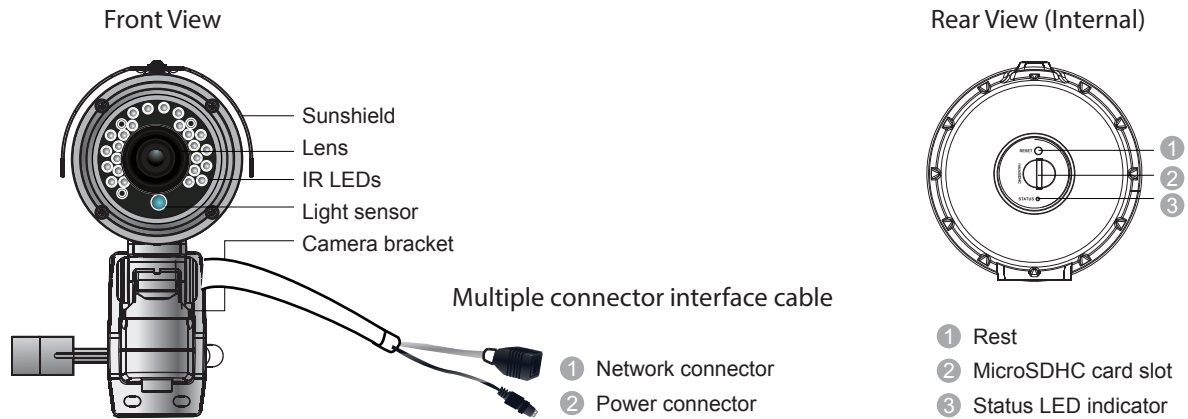 Front View
Sunshield
Lens
IR LEDs
Light sensor
Camera bracket
Multiple connector interface cable
1 Network connector
2 Power connector
Rear View (Internal)
RESET
STATUS
1
2
3
1 Rest
2 MicroSDHC card slot
3 Status LED indicator